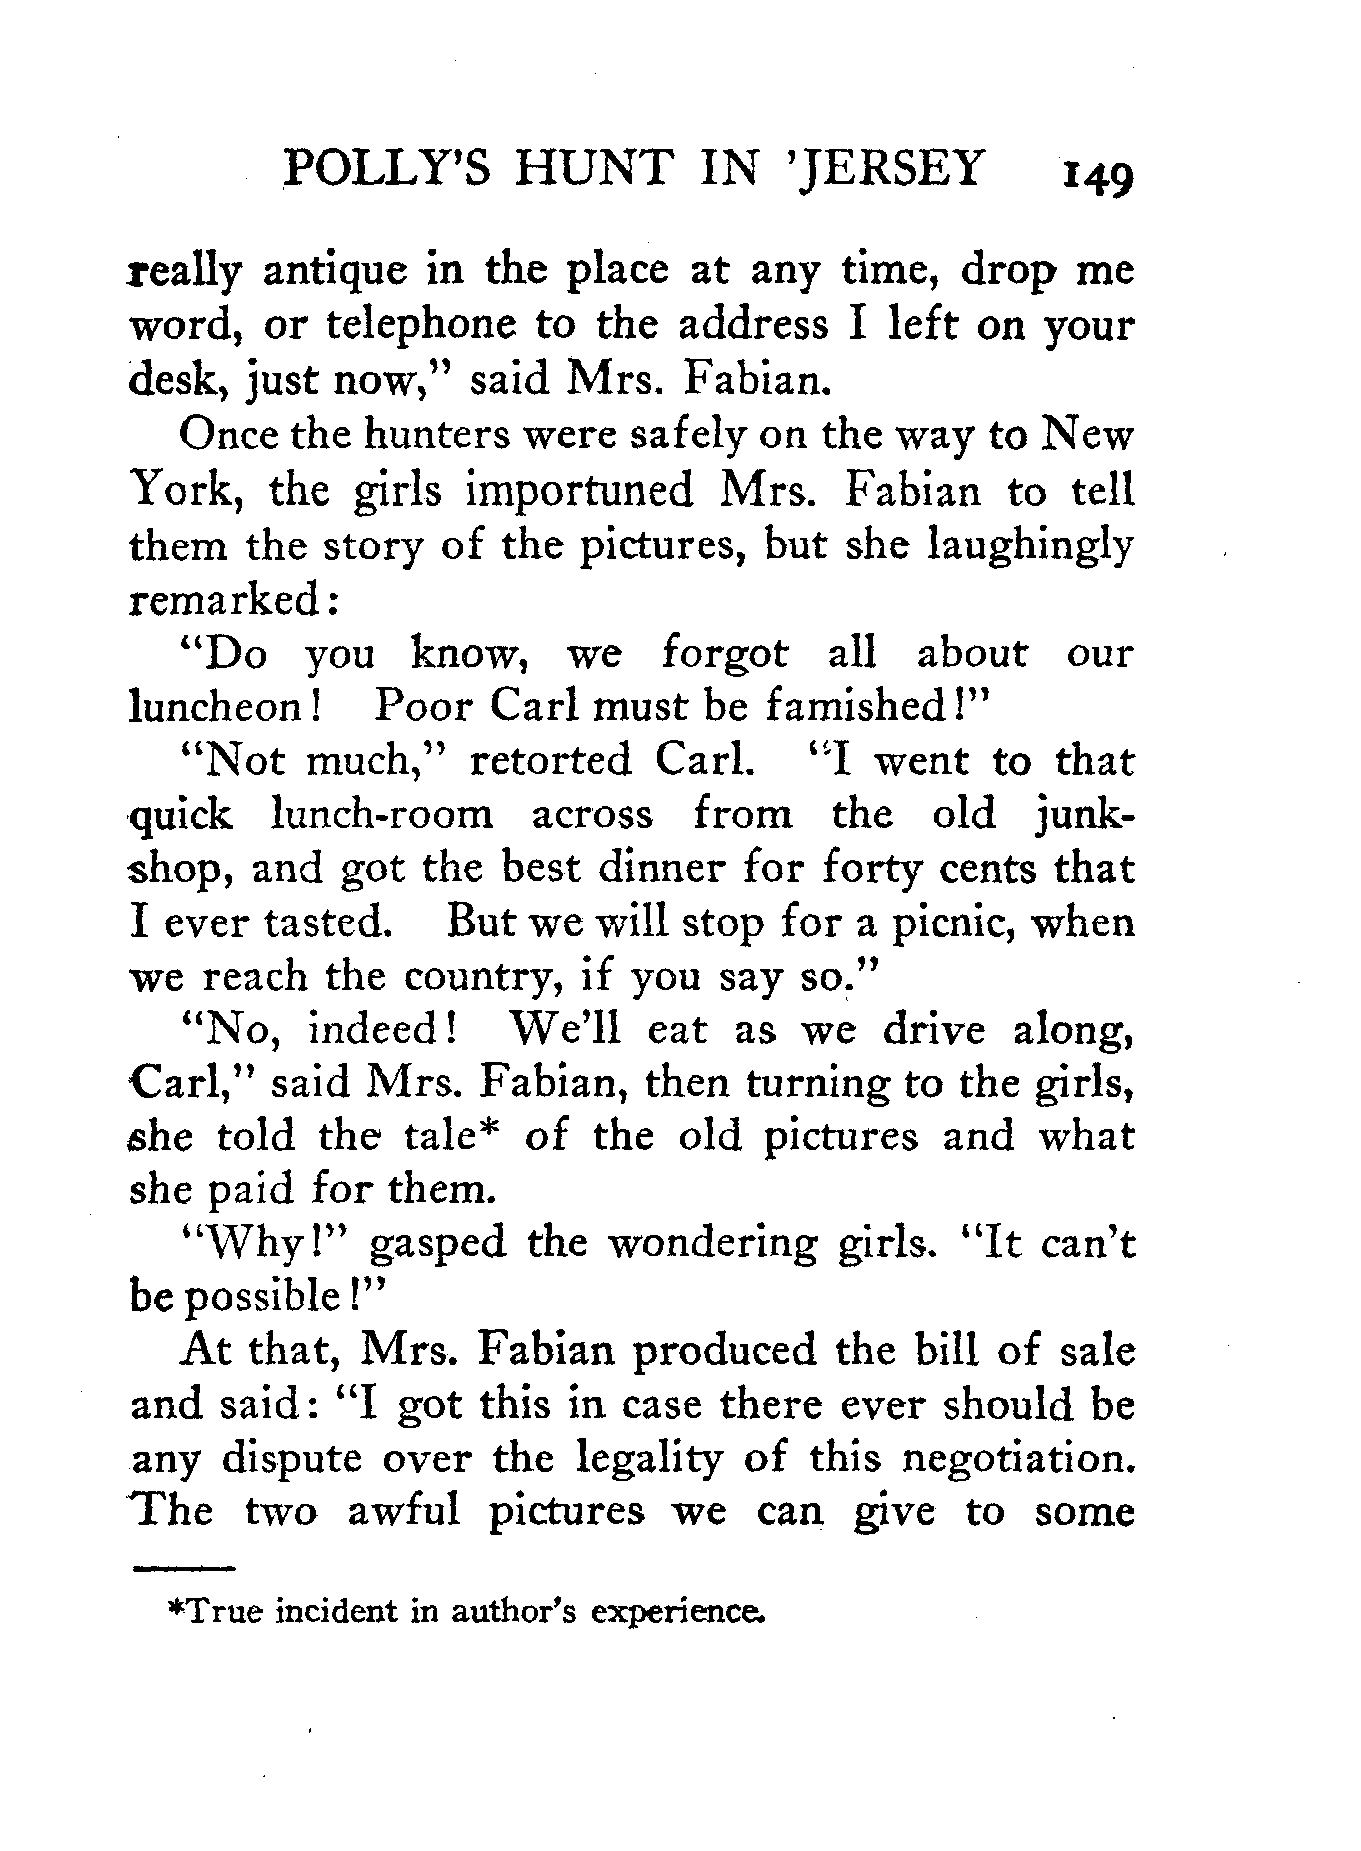 POLLY'S HUNT IN 'JERSEY 149
really antique in the place at any time, drop me
word, or telephone to the address I left on your
desk, just now," said Mrs. Fabian.
Once the hunters were safely on the way to New
York, the girls importuned Mrs. Fabian to tell
them the story of the pictures, but she laughingly
remarked:
"Do you know, we forgot all about our
luncheon! Poor Carl must be famished!"
"Not much," retorted Carl. "I went to that
quick lunch-room across from the old junk-
shop, and got the best dinner for forty cents that
I ever tasted. But we will stop for a picnic, when
we reach the country, if you say so."
"No, indeed! We'll eat as we drive along,
Carl," said Mrs. Fabian, then turning to the girls,
she told the tale* of the old pictures and what
she paid for them.
"Why!" gasped the wondering girls. "It can't
be possible!"
At that, Mrs. Fabian produced the bill of sale
and said: "I got this in case there ever should be
any dispute over the legality of this negotiation.
The two awful pictures we can give to some
*True incident in author's experience.